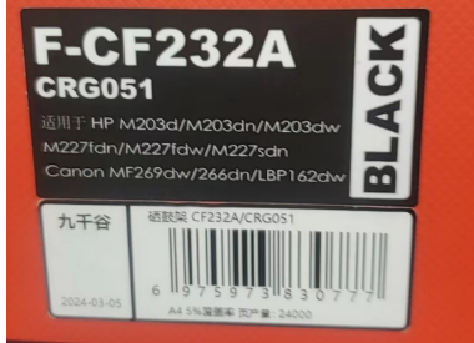 F-CF232A
CRG051
适用于 HP M203d/M203dn/M203dw
M227fdn/M227fdw/M227sdn
Canon MF269dw/266dn/LBP162dw
BLACK
九千谷
2024-03-05
硒鼓架 CF232A/CRG051
6 975973 830777
A4 5%覆盖率 页产量: 24000